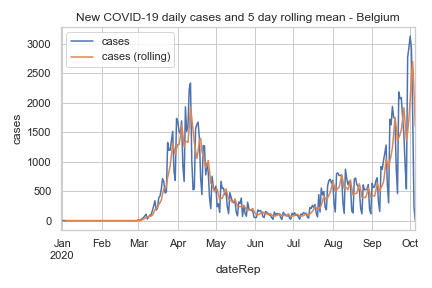 New COVID-19 daily cases and 5 day rolling mean - Belgium
cases
cases (rolling)
3000
2500
2000
1500
1000
500
0
cases
Jan Feb Mar Apr May Jun Jul Aug Sep Oct
2020
dateRep